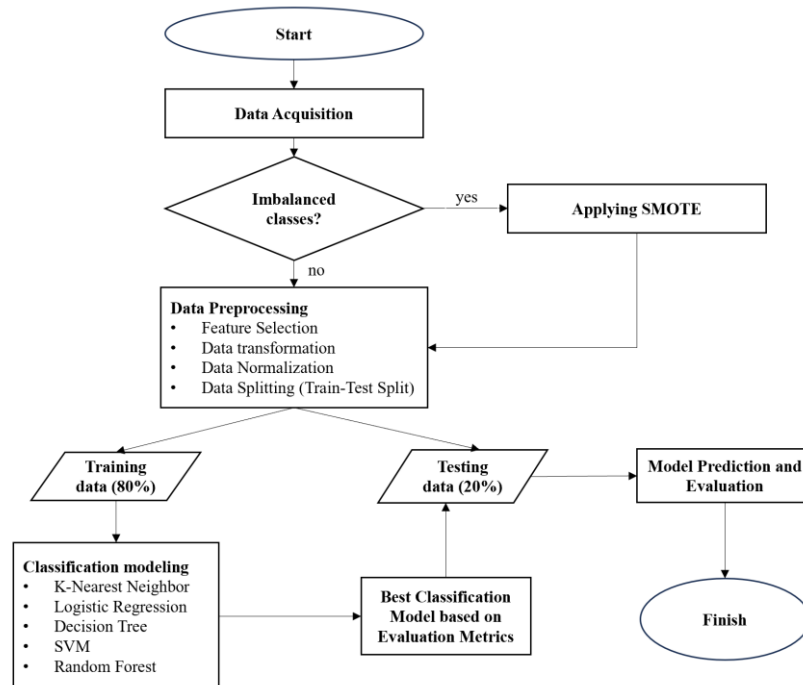 Start
Data Acquisition
Imbalanced
classes?
yes
Applying SMOTE
no
Data Preprocessing
• Feature Selection
• Data transformation
• Data Normalization
• Data Splitting (Train-Test Split)
Training
data (80%)
Testing
data (20%)
Model Prediction and
Evaluation
Classification modeling
• K-Nearest Neighbor
• Logistic Regression
• Decision Tree
• SVM
• Random Forest
Best Classification
Model based on
Evaluation Metrics
Finish